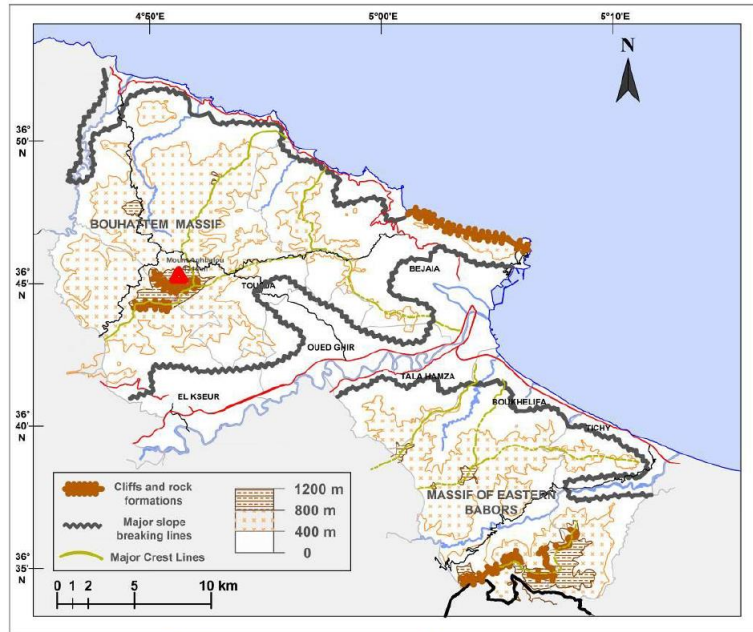 4°50' 5°00' 5°10'
N
36°
50'
N
BOUHATTEM MASSIF
36°
45'
N
TOUDJA
BEJAIA
OUED GHIR
TALA HAMZA
EL KSEUR
BOUKHELIFA
TICHY
36°
40'
N
MASSIF OF EASTERN
BABORS
36°
35'
N
Cliffs and rock
formations
Major slope
breaking lines
Major Crest Lines
1200 m
800 m
400 m
0
0 1 2 5 10 km